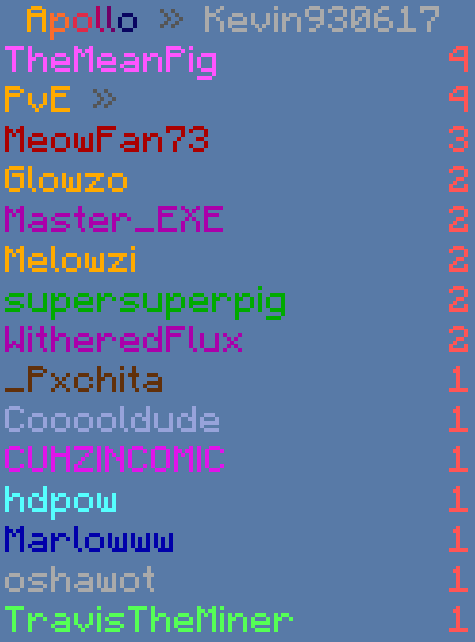 Apollo » Kevin930617
TheMeanPig 4
PvE » 4
MeowFan73 3
Glowzo 2
Master_EXE 2
Melowzi 2
supersuperpig 2
WitheredFlux 2
_Pxchita 1
Cooooldude 1
CUHZINCOMIC 1
hdpow 1
Marlowww 1
oshawot 1
TravisTheMiner 1